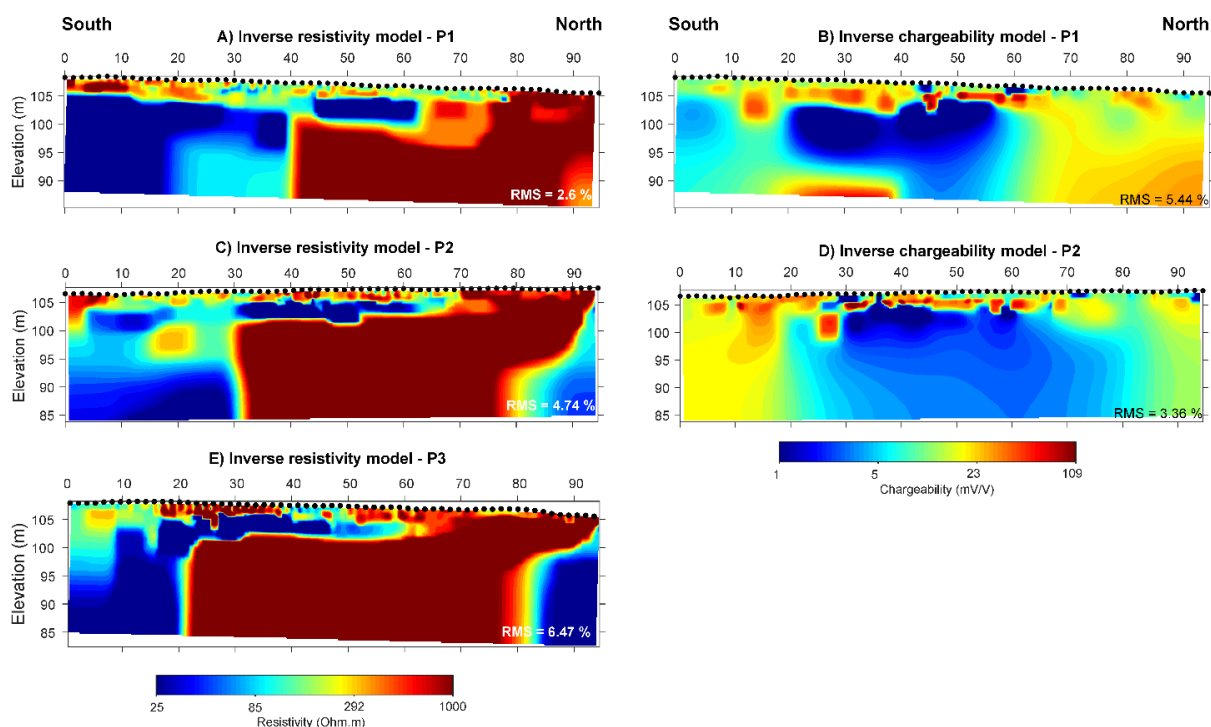 South North
A) Inverse resistivity model - P1
0 10 20 30 40 50 60 70 80 90
Elevation (m)
105
100
95
90
RMS = 2.6 %
South North
B) Inverse chargeability model - P1
0 10 20 30 40 50 60 70 80 90
105
100
95
90
RMS = 5.44 %
C) Inverse resistivity model - P2
0 10 20 30 40 50 60 70 80 90
Elevation (m)
105
100
95
90
85
RMS = 4.74 %
D) Inverse chargeability model - P2
0 10 20 30 40 50 60 70 80 90
105
100
95
90
85
RMS = 3.36 %
1 5 23 109
Chargeability (mV/V)
E) Inverse resistivity model - P3
0 10 20 30 40 50 60 70 80 90
Elevation (m)
105
100
95
90
85
RMS = 6.47 %
25 85 292 1000
Resistivity (Ohm.m)